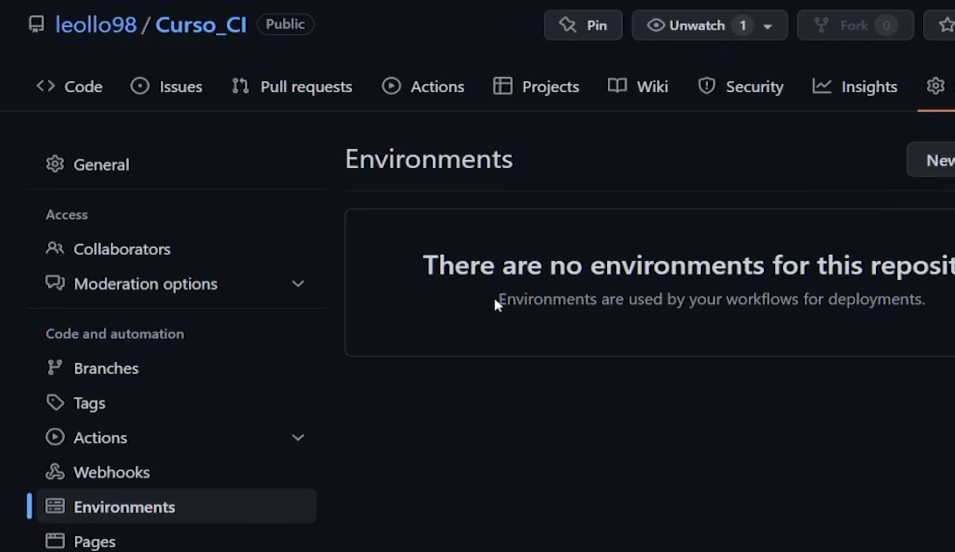 leollo98 / Curso_CI Public Pin Unwatch 1 Fork 0
Code Issues Pull requests Actions Projects Wiki Security Insights
General
Access
Collaborators
Moderation options
Code and automation
Branches
Tags
Actions
Webhooks
Environments
Pages
Environments
New
There are no environments for this reposit
Environments are used by your workflows for deployments.